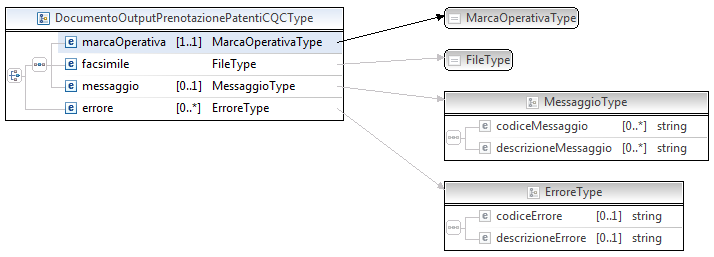 DocumentoOutputPrenotazionePatentiCQCType
marcaOperativa [1..1] MarcaOperativaType
facsimile FileType
messaggio [0..1] MessaggioType
errore [0..*] ErroreType
MarcaOperativaType
FileType
MessaggioType
codiceMessaggio [0..*] string
descrizioneMessaggio [0..*] string
ErroreType
codiceErrore [0..1] string
descrizioneErrore [0..1] string